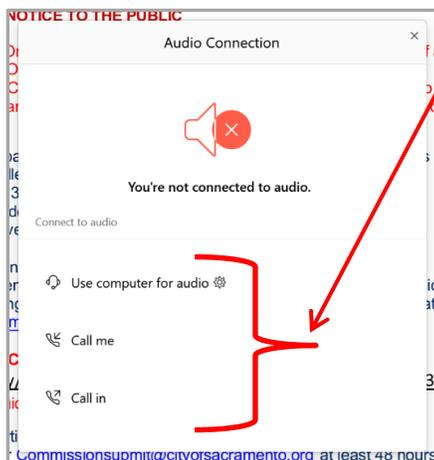 NOTICE TO THE PUBLIC
Audio Connection
You're not connected to audio.
Connect to audio
Use computer for audio
Call me
Call in
Commissionsubmit@cityofsacramento.org at least 48 hours